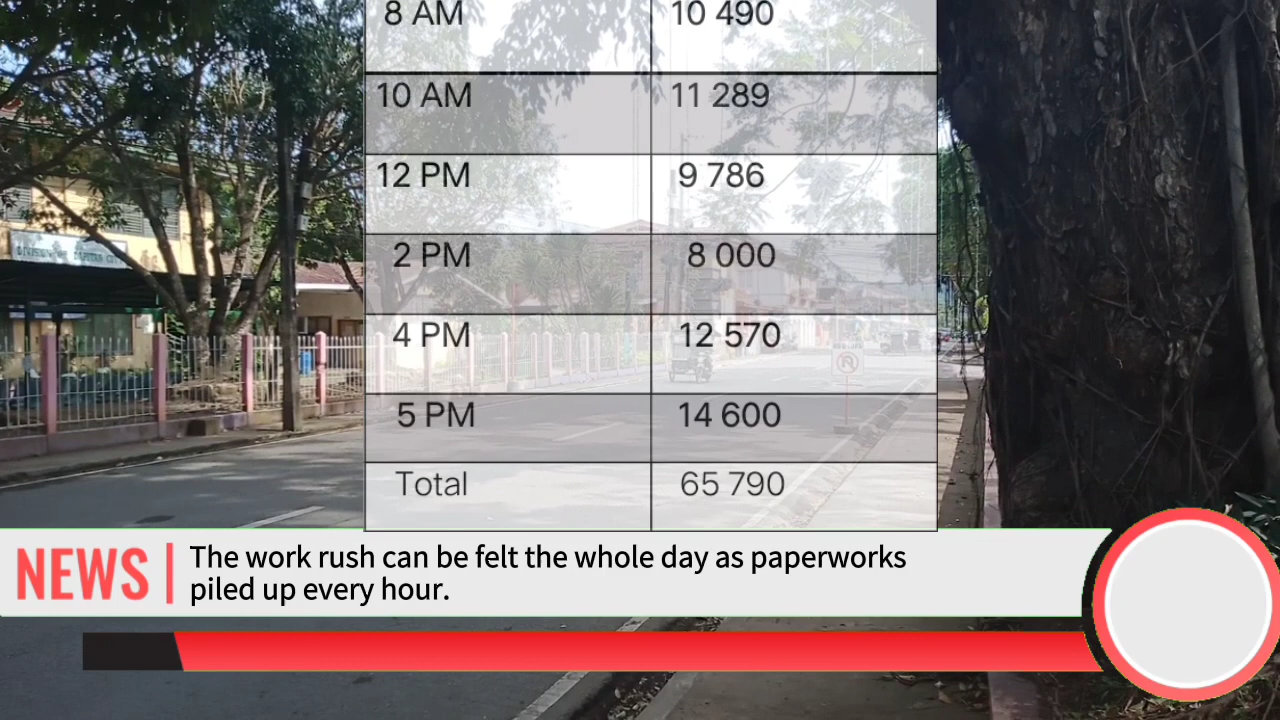 8 AM 10 490
10 AM 11 289
12 PM 9 786
2 PM 8 000
4 PM 12 570
5 PM 14 600
Total 65 790
NEWS | The work rush can be felt the whole day as paperworks
piled up every hour.